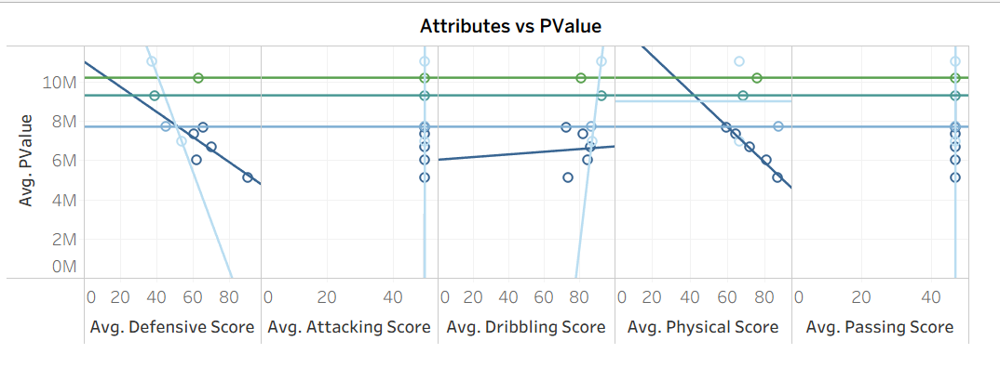 Attributes vs PValue
Avg. PValue
10M
8M
6M
4M
2M
0M
0 20 40 60 80 0 20 40 0 20 40 60 80 0 20 40 60 80 0 20 40
Avg. Defensive Score Avg. Attacking Score Avg. Dribbling Score Avg. Physical Score Avg. Passing Score